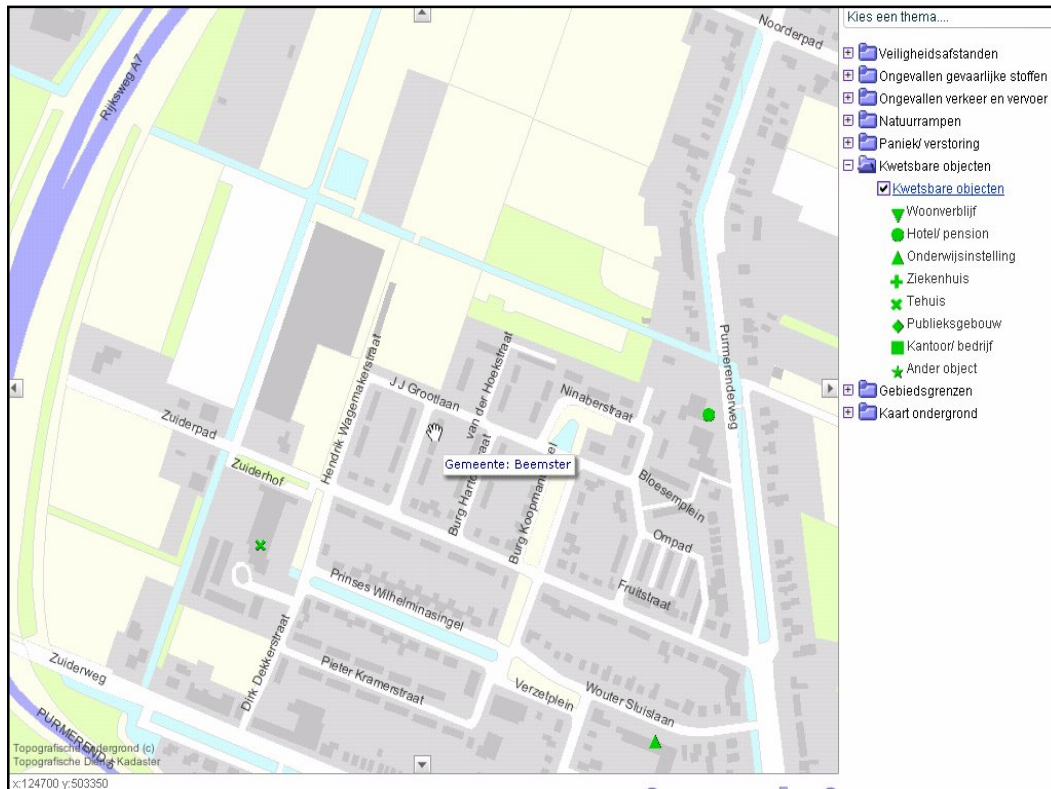 Kies een thema....
Veiligheidsafstanden
Ongevallen gevaarlijke stoffen
Ongevallen verkeer en vervoer
Natuurrampen
Paniek/ verstoring
Kwetsbare objecten
Kwetsbare objecten
Woonverblijf
Hotel/ pension
Onderwijsinstelling
Ziekenhuis
Tehuis
Publieksgebouw
Kantoor/ bedrijf
Ander object
Gebiedsgrenzen
Kaart ondergrond
Noorderpad
Rijksweg A7
Purmerenderweg
Hendrik Wagemakerstraat
J J Grootlaan
van der Hoekstraat
Ninaberstraat
Zuiderpad
Zuiderhof
Gemeente: Beemster
Burg
Burg Koopman
Bloesemplein
Ompad
Fruitstraat
Prinses Wilhelminasingel
Dirk Dekkerstraat
Pieter Kramerstraat
Zuiderweg
Verzetplein
Wouter Sluislaan
PURMEREND
Topografische ondergrond (c)
Topografische Dienst Kadaster
x:124700 y:503350